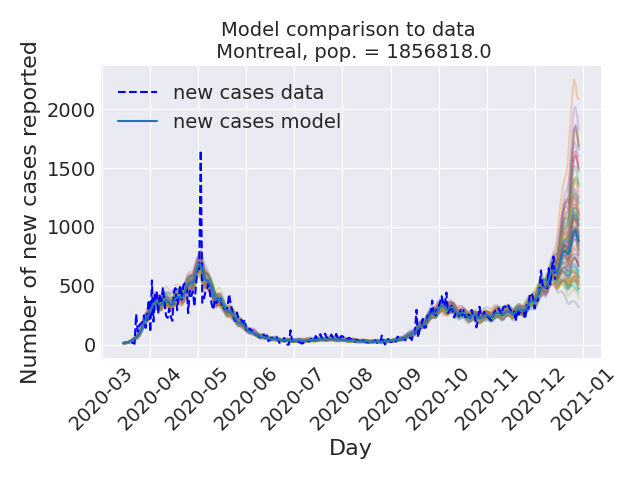 Model comparison to data
Montreal, pop. = 1856818.0
Number of new cases reported
2000
1500
1000
500
0
new cases data
new cases model
2020-03
2020-04
2020-05
2020-06
2020-07
2020-08
2020-09
2020-10
2020-11
2020-12
2021-01
Day